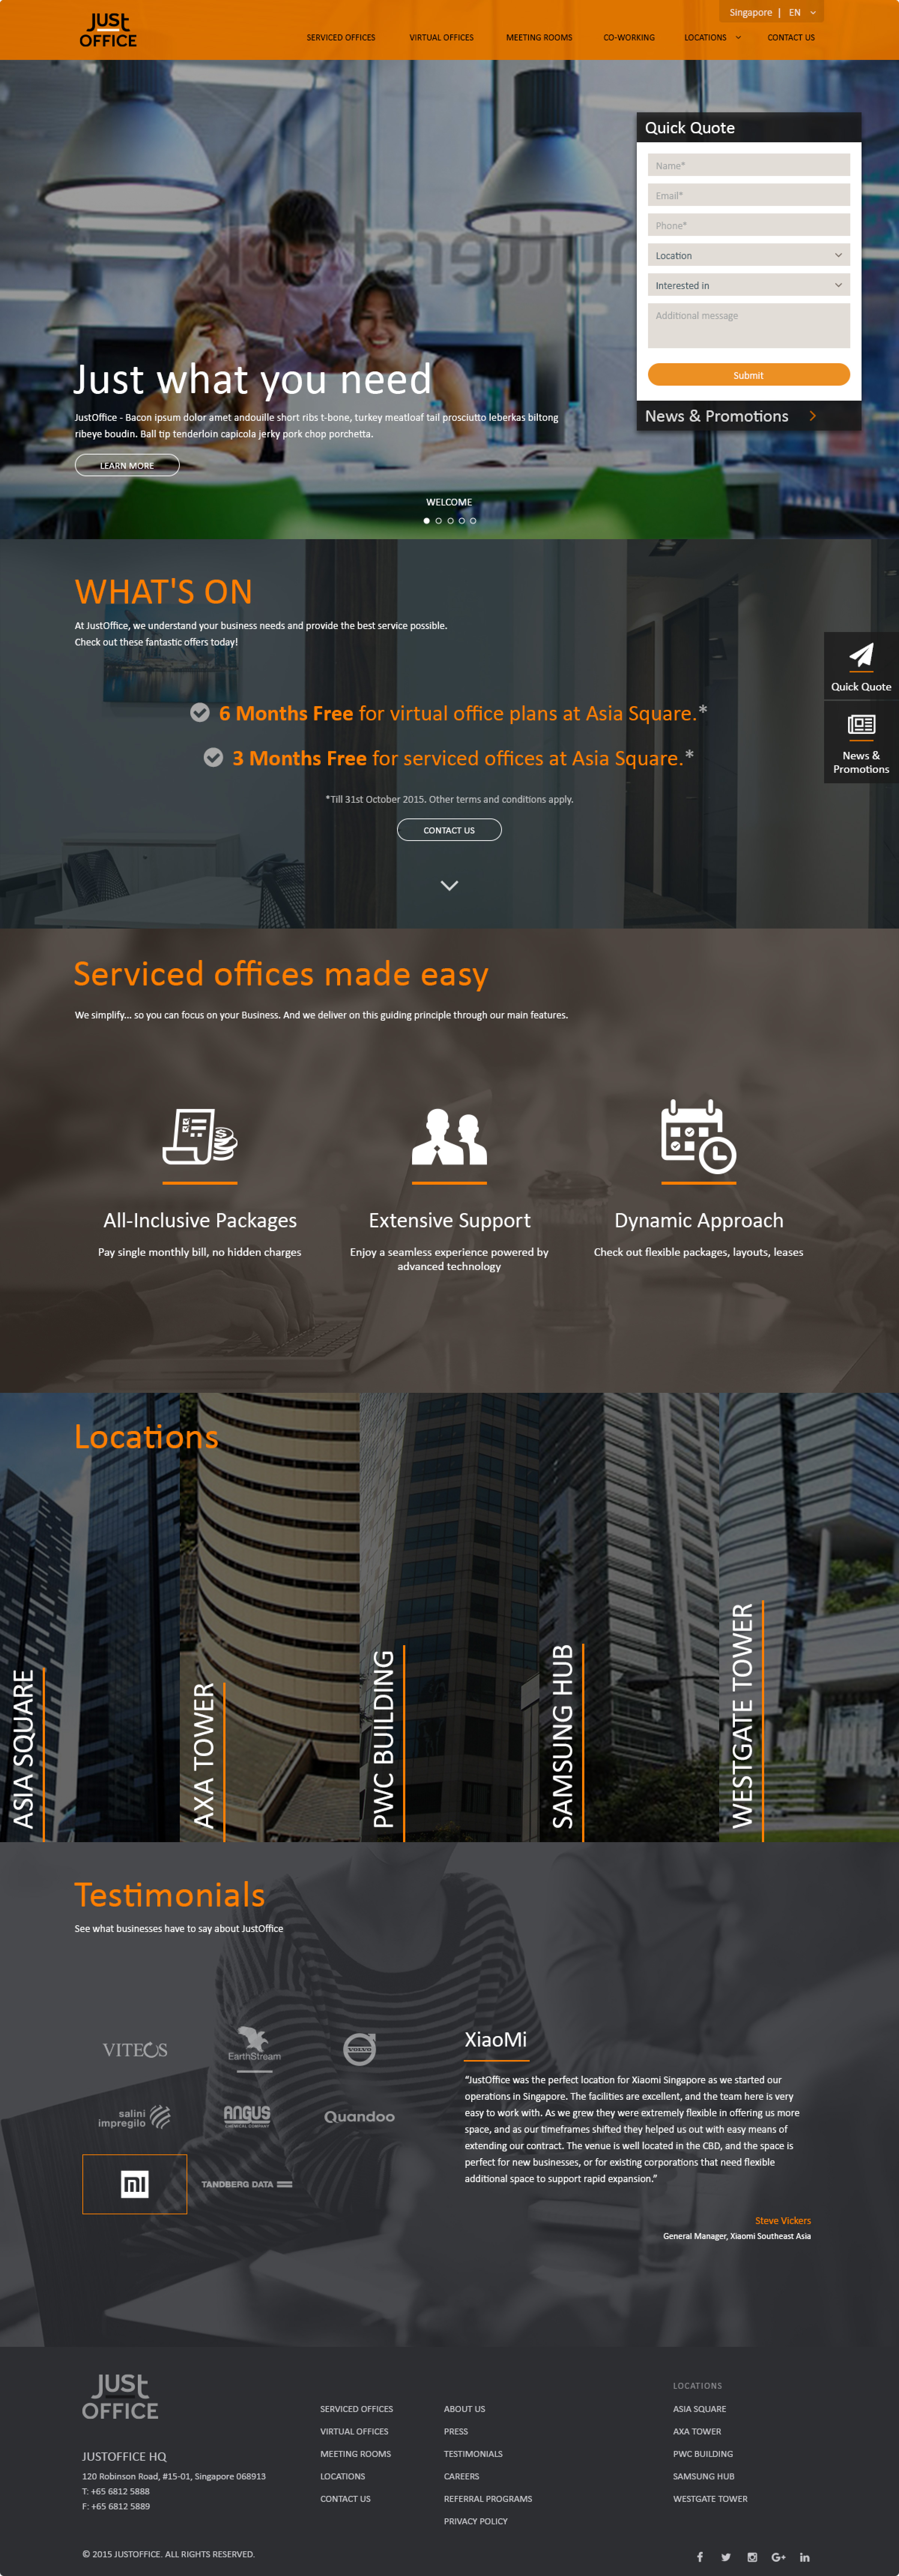 JUST
OFFICE
Singapore | EN
SERVICED OFFICES
VIRTUAL OFFICES
MEETING ROOMS
CO-WORKING
LOCATIONS
CONTACT US
Quick Quote
Name*
Email*
Phone*
Location
Interested in
Additional message
Submit
News & Promotions
Just what you need
JustOffice - Bacon ipsum dolor amet andouille short ribs t-bone, turkey meatloaf tail prosciutto leberkas biltong
ribeye boudin. Ball tip tenderloin capicola jerky pork chop porchetta.
LEARN MORE
WELCOME
WHAT'S ON
At JustOffice, we understand your business needs and provide the best service possible.
Check out these fantastic offers today!
Quick Quote
News &
Promotions
6 Months Free for virtual office plans at Asia Square.*
3 Months Free for serviced offices at Asia Square.*
*Till 31st October 2015. Other terms and conditions apply.
CONTACT US
Serviced offices made easy
We simplify... so you can focus on your Business. And we deliver on this guiding principle through our main features.
All-Inclusive Packages
Pay single monthly bill, no hidden charges
Extensive Support
Enjoy a seamless experience powered by
advanced technology
Dynamic Approach
Check out flexible packages, layouts, leases
Locations
ASIA SQUARE
AXA TOWER
PWC BUILDING
SAMSUNG HUB
WESTGATE TOWER
Testimonials
See what businesses have to say about JustOffice
VITEOS
EarthStream
VOLVO
salini
impregilo
ANGUS
CHEMICAL COMPANY
Quandoo
mi
TANDBERG DATA
XiaoMi
“JustOffice was the perfect location for Xiaomi Singapore as we started our
operations in Singapore. The facilities are excellent, and the team here is very
easy to work with. As we grew they were extremely flexible in offering us more
space, and as our timeframes shifted they helped us out with easy means of
extending our contract. The venue is well located in the CBD, and the space is
perfect for new businesses, or for existing corporations that need flexible
additional space to support rapid expansion.”
Steve Vickers
General Manager, Xiaomi Southeast Asia
JUST
OFFICE
JUSTOFFICE HQ
120 Robinson Road, #15-01, Singapore 068913
T: +65 6812 5888
F: +65 6812 5889
SERVICED OFFICES
VIRTUAL OFFICES
MEETING ROOMS
LOCATIONS
CONTACT US
ABOUT US
PRESS
TESTIMONIALS
CAREERS
REFERRAL PROGRAMS
PRIVACY POLICY
LOCATIONS
ASIA SQUARE
AXA TOWER
PWC BUILDING
SAMSUNG HUB
WESTGATE TOWER
© 2015 JUSTOFFICE. ALL RIGHTS RESERVED.